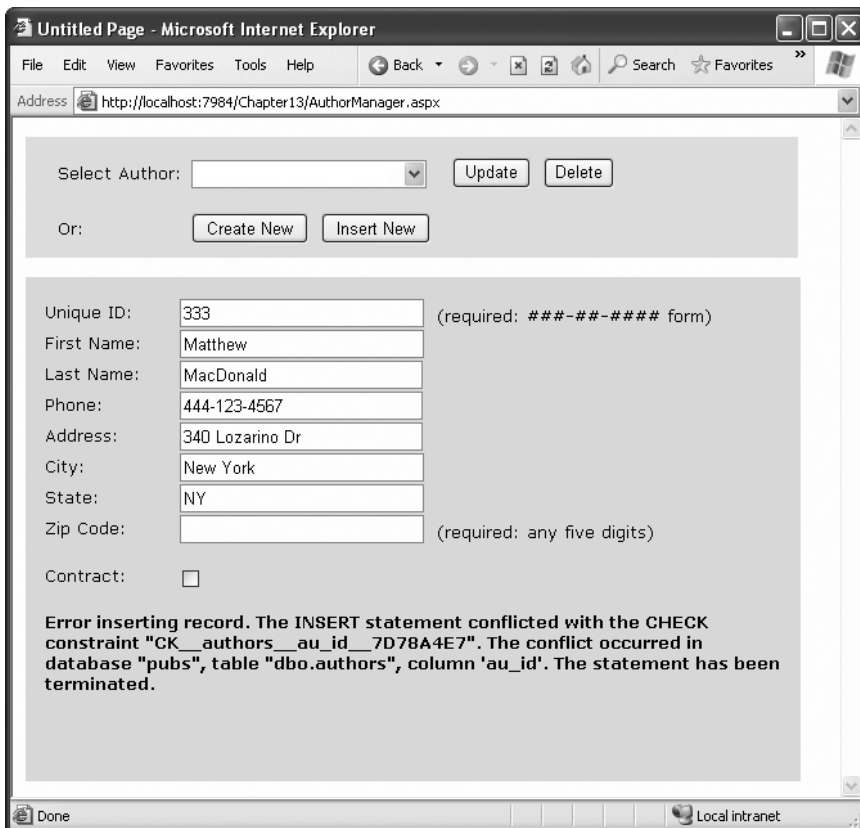 Untitled Page - Microsoft Internet Explorer
File Edit View Favorites Tools Help Back Search Favorites »
Address http://localhost:7984/Chapter13/AuthorManager.aspx
Select Author: Update Delete
Or: Create New Insert New
Unique ID: 333 (required: ###-##-#### form)
First Name: Matthew
Last Name: MacDonald
Phone: 444-123-4567
Address: 340 Lozarino Dr
City: New York
State: NY
Zip Code: (required: any five digits)
Contract:
Error inserting record. The INSERT statement conflicted with the CHECK
constraint "CK__authors__au_id__7D78A4E7". The conflict occurred in
database "pubs", table "dbo.authors", column 'au_id'. The statement has been
terminated.
Done Local intranet